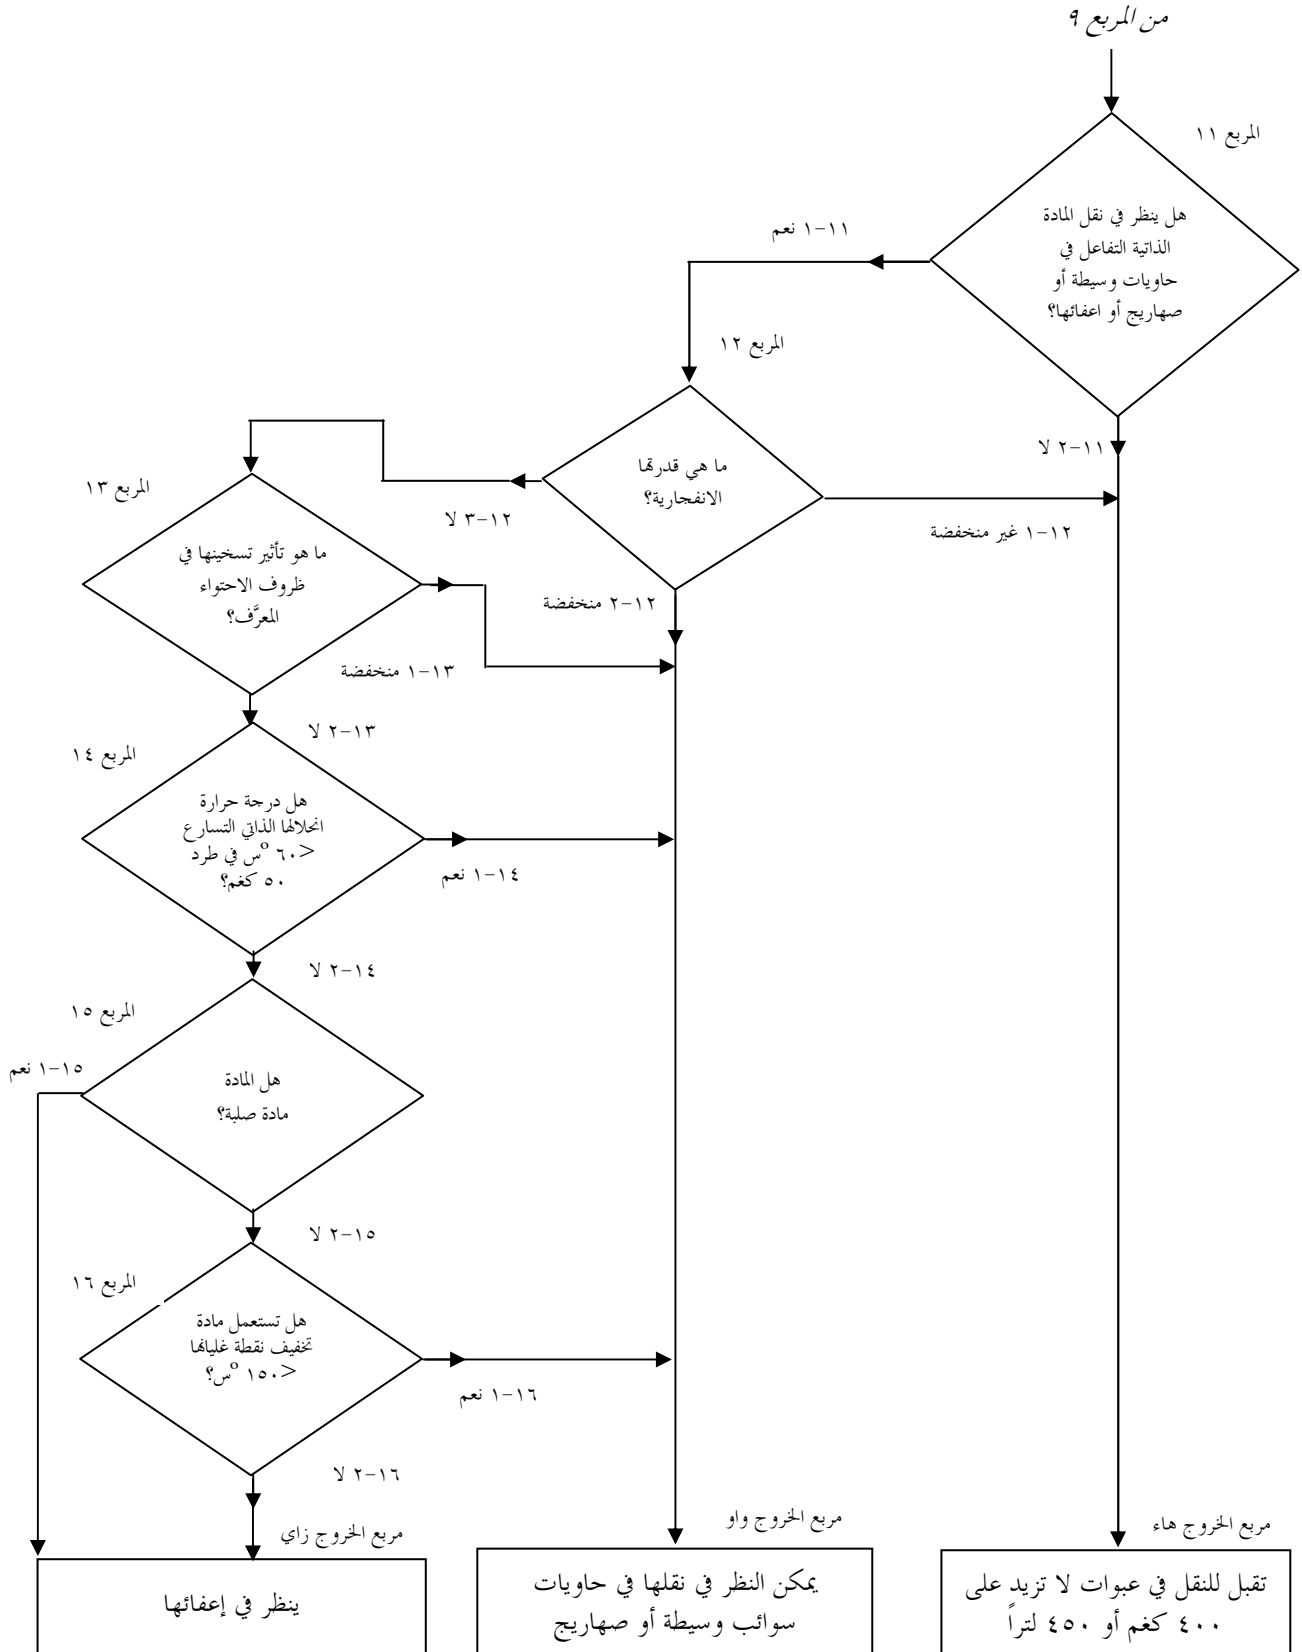 من المربع ٩
المربع ١١
هل ينظر في نقل المادة
الذاتية التفاعل في
حاويات وسيطة أو
صهاريج أو اعفائها؟
١١-١ نعم
١١-٢ لا
المربع ١٢
ما هي قدرتها
الانفجارية؟
١٢-١ غير منخفضة
١٢-٢ منخفضة
١٢-٣ لا
المربع ١٣
ما هو تأثير تسخينها في
ظروف الاحتواء
المعرَّف؟
١٣-١ منخفضة
١٣-٢ لا
المربع ١٤
هل درجة حرارة
انحلالها الذاتي التسارع
>٦٠ °س في طرد
٥٠ كغم؟
١٤-١ نعم
١٤-٢ لا
المربع ١٥
هل المادة
مادة صلبة؟
١٥-١ نعم
١٥-٢ لا
المربع ١٦
هل تستعمل مادة
تخفيف نقطة غليانها
>١٥٠ °س؟
١٦-١ نعم
١٦-٢ لا
مربع الخروج هاء
تقبل للنقل في عبوات لا تزيد على
٤٠٠ كغم أو ٤٥٠ لتراً
مربع الخروج واو
يمكن النظر في نقلها في حاويات
سوائب وسيطة أو صهاريج
مربع الخروج زاي
ينظر في إعفائها